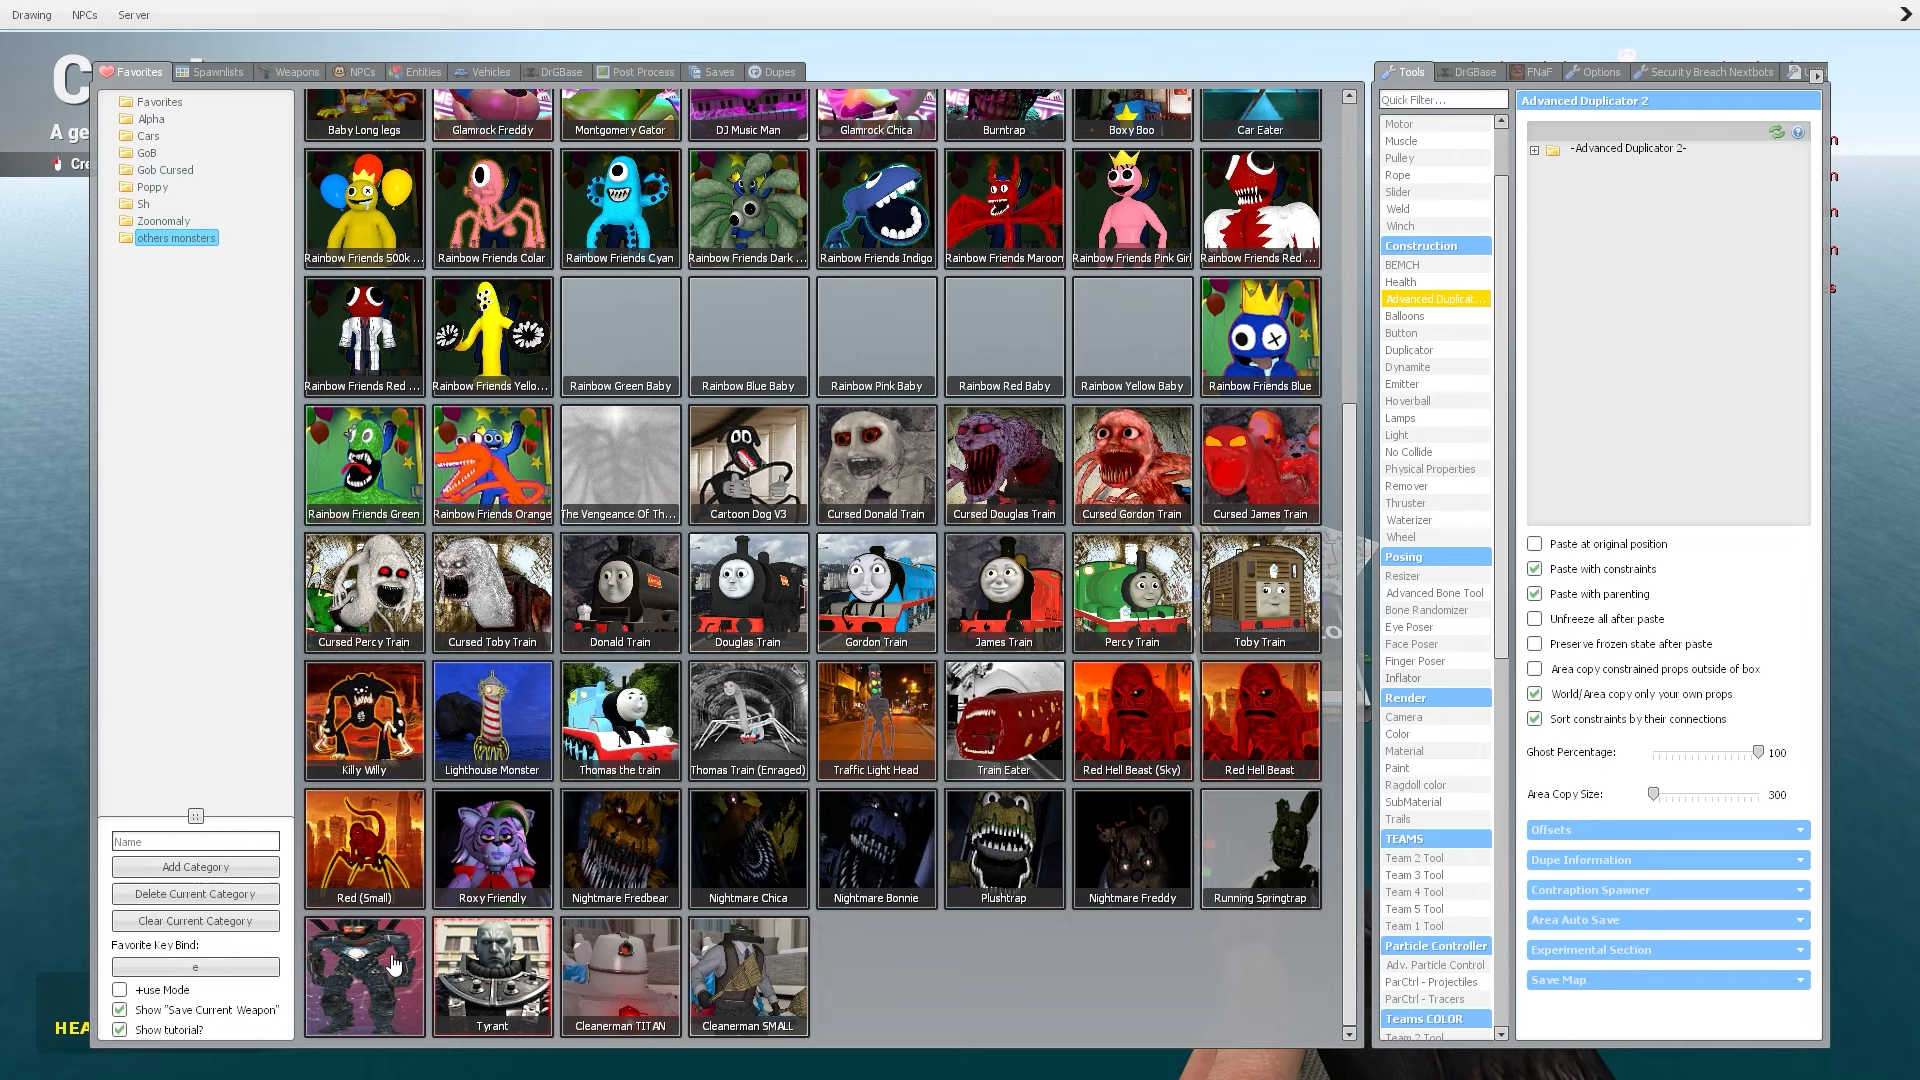 Drawing NPCs Server
C
A ge
Cre
HEA
Favorites Spawnlists Weapons NPCs Entities Vehicles DrGBase Post Process Saves Dupes
Favorites
Alpha
Cars
GoB
Gob Cursed
Poppy
Sh
Zoonomaly
others monsters
Name
Add Category
Delete Current Category
Clear Current Category
Favorite Key Bind:
e
+use Mode
Show "Save Current Weapon"
Show tutorial?
Baby Long legs Glamrock Freddy Montgomery Gator DJ Music Man Glamrock Chica Burntrap Boxy Boo Car Eater
Rainbow Friends 500k ... Rainbow Friends Colar Rainbow Friends Cyan Rainbow Friends Dark ... Rainbow Friends Indigo Rainbow Friends Maroon Rainbow Friends Pink Girl Rainbow Friends Red ...
Rainbow Friends Red ... Rainbow Friends Yello... Rainbow Green Baby Rainbow Blue Baby Rainbow Pink Baby Rainbow Red Baby Rainbow Yellow Baby Rainbow Friends Blue
Rainbow Friends Green Rainbow Friends Orange The Vengeance Of Th... Cartoon Dog V3 Cursed Donald Train Cursed Douglas Train Cursed Gordon Train Cursed James Train
Cursed Percy Train Cursed Toby Train Donald Train Douglas Train Gordon Train James Train Percy Train Toby Train
Killy Willy Lighthouse Monster Thomas the train Thomas Train (Enraged) Traffic Light Head Train Eater Red Hell Beast (Sky) Red Hell Beast
Red (Small) Roxy Friendly Nightmare Fredbear Nightmare Chica Nightmare Bonnie Plushtrap Nightmare Freddy Running Springtrap
Tyrant Cleanerman TITAN Cleanerman SMALL
Tools DrGBase FNaF Options Security Breach Nextbots
Quick Filter...
Motor
Muscle
Pulley
Rope
Slider
Weld
Winch
Construction
BEMCH
Health
Advanced Duplicat...
Balloons
Button
Duplicator
Dynamite
Emitter
Hoverball
Lamps
Light
No Collide
Physical Properties
Remover
Thruster
Waterizer
Wheel
Posing
Resizer
Advanced Bone Tool
Bone Randomizer
Eye Poser
Face Poser
Finger Poser
Inflator
Render
Camera
Color
Material
Paint
Ragdoll color
SubMaterial
Trails
TEAMS
Team 2 Tool
Team 3 Tool
Team 4 Tool
Team 5 Tool
Team 1 Tool
Particle Controller
Adv. Particle Control
ParCtrl - Projectiles
ParCtrl - Tracers
Teams COLOR
Team 2 Tool
Advanced Duplicator 2
-Advanced Duplicator 2-
Paste at original position
Paste with constraints
Paste with parenting
Unfreeze all after paste
Preserve frozen state after paste
Area copy constrained props outside of box
World/Area copy only your own props
Sort constraints by their connections
Ghost Percentage: 100
Area Copy Size: 300
Offsets
Dupe Information
Contraption Spawner
Area Auto Save
Experimental Section
Save Map